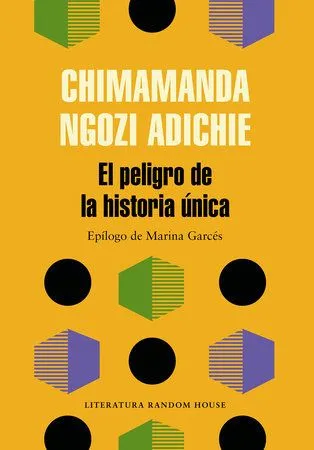 CHIMAMANDA
NGOZI ADICHIE
El peligro de
la historia única
Epílogo de Marina Garcés
LITERATURA RANDOM HOUSE